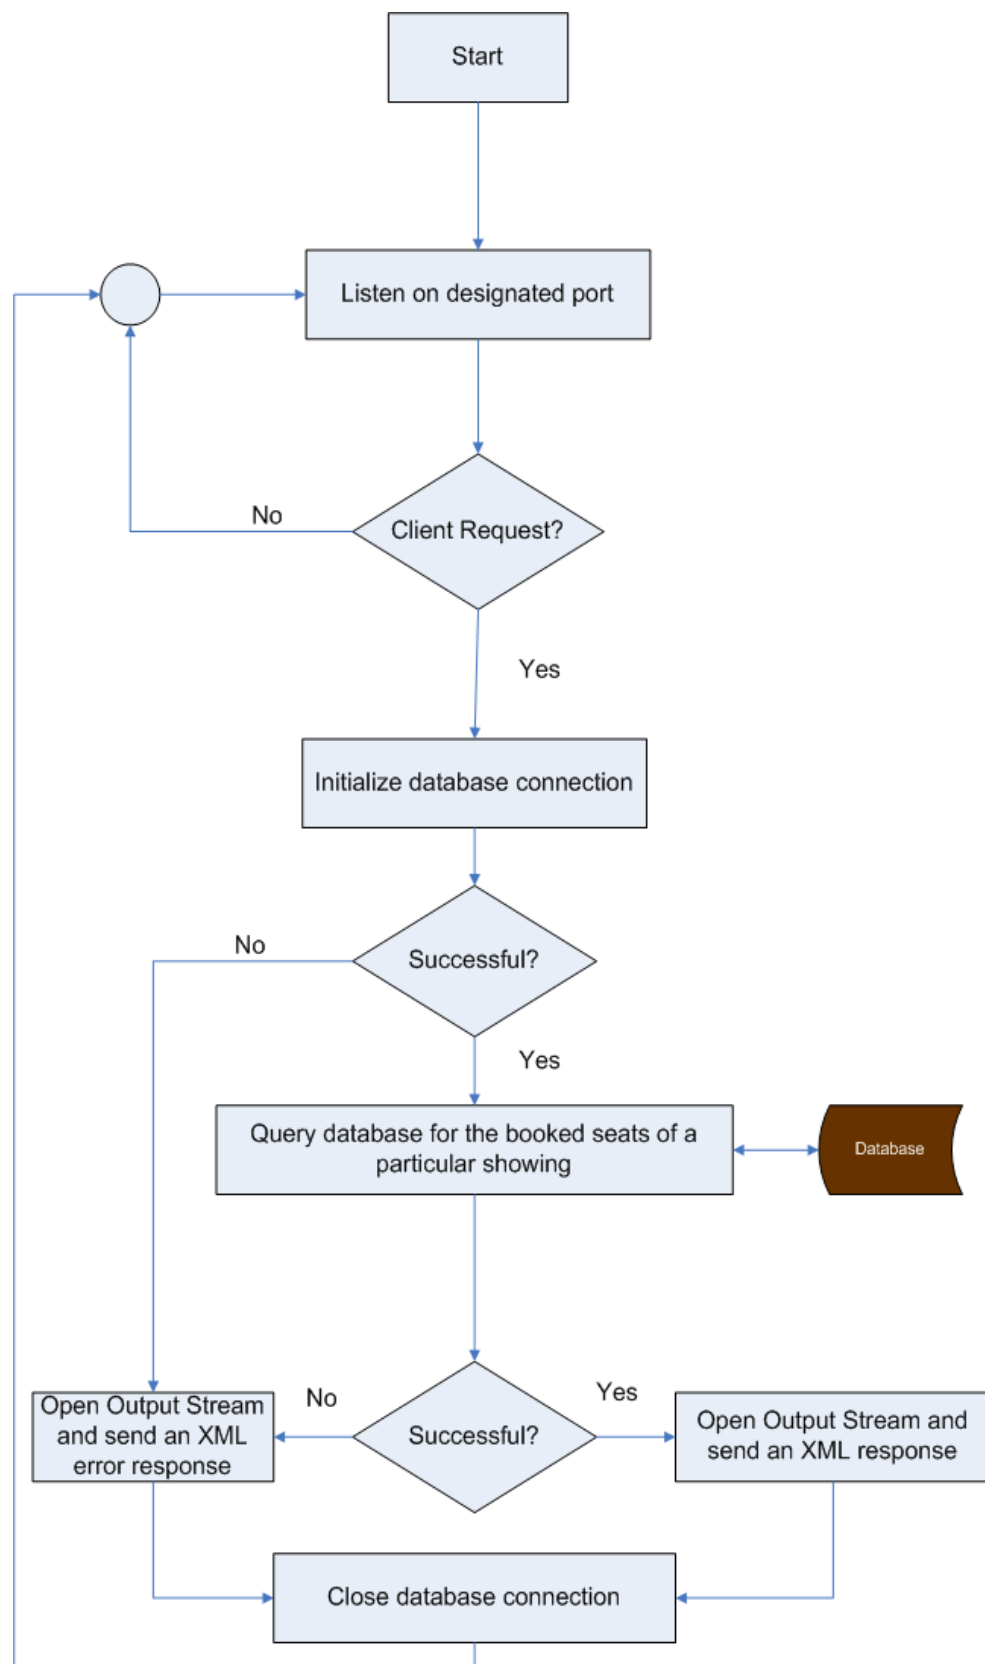 Start
Listen on designated port
Client Request?
No
Yes
Initialize database connection
No
Successful?
Yes
Query database for the booked seats of a
particular showing
Database
Open Output Stream
and send an XML
error response
No
Successful?
Yes
Open Output Stream and
send an XML response
Close database connection